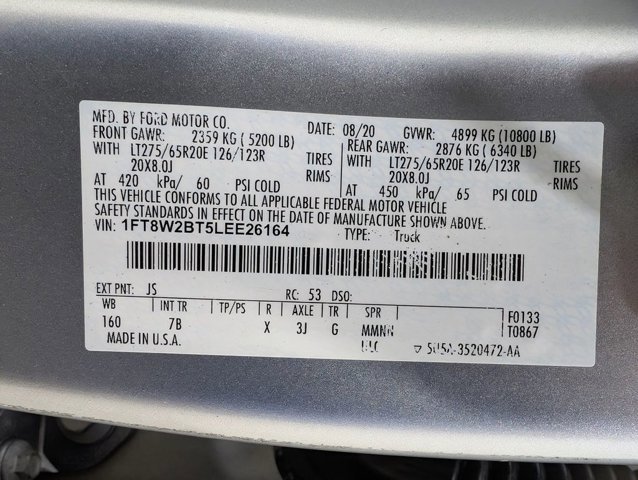 MFD. BY FORD MOTOR CO. DATE: 08/20 GVWR: 4899 KG (10800 LB)
FRONT GAWR: 2359 KG (5200 LB) REAR GAWR: 2876 KG (6340 LB)
WITH LT275/65R20E 126/123R TIRES WITH LT275/65R20E 126/123R TIRES
20X8.0J RIMS 20X8.0J RIMS
AT 420 kPa/ 60 PSI COLD AT 450 kPa/ 65 PSI COLD
THIS VEHICLE CONFORMS TO ALL APPLICABLE FEDERAL MOTOR VEHICLE
SAFETY STANDARDS IN EFFECT ON THE DATE OF MANUFACTURE SHOWN ABOVE.
VIN: 1FT8W2BT5LEE26164 TYPE: Truck
EXT PNT: JS RC: 53 DSO:
WB INT TR TP/PS R AXLE TR SPR F0133
160 7B X 3J G MMNN T0867
MADE IN U.S.A.